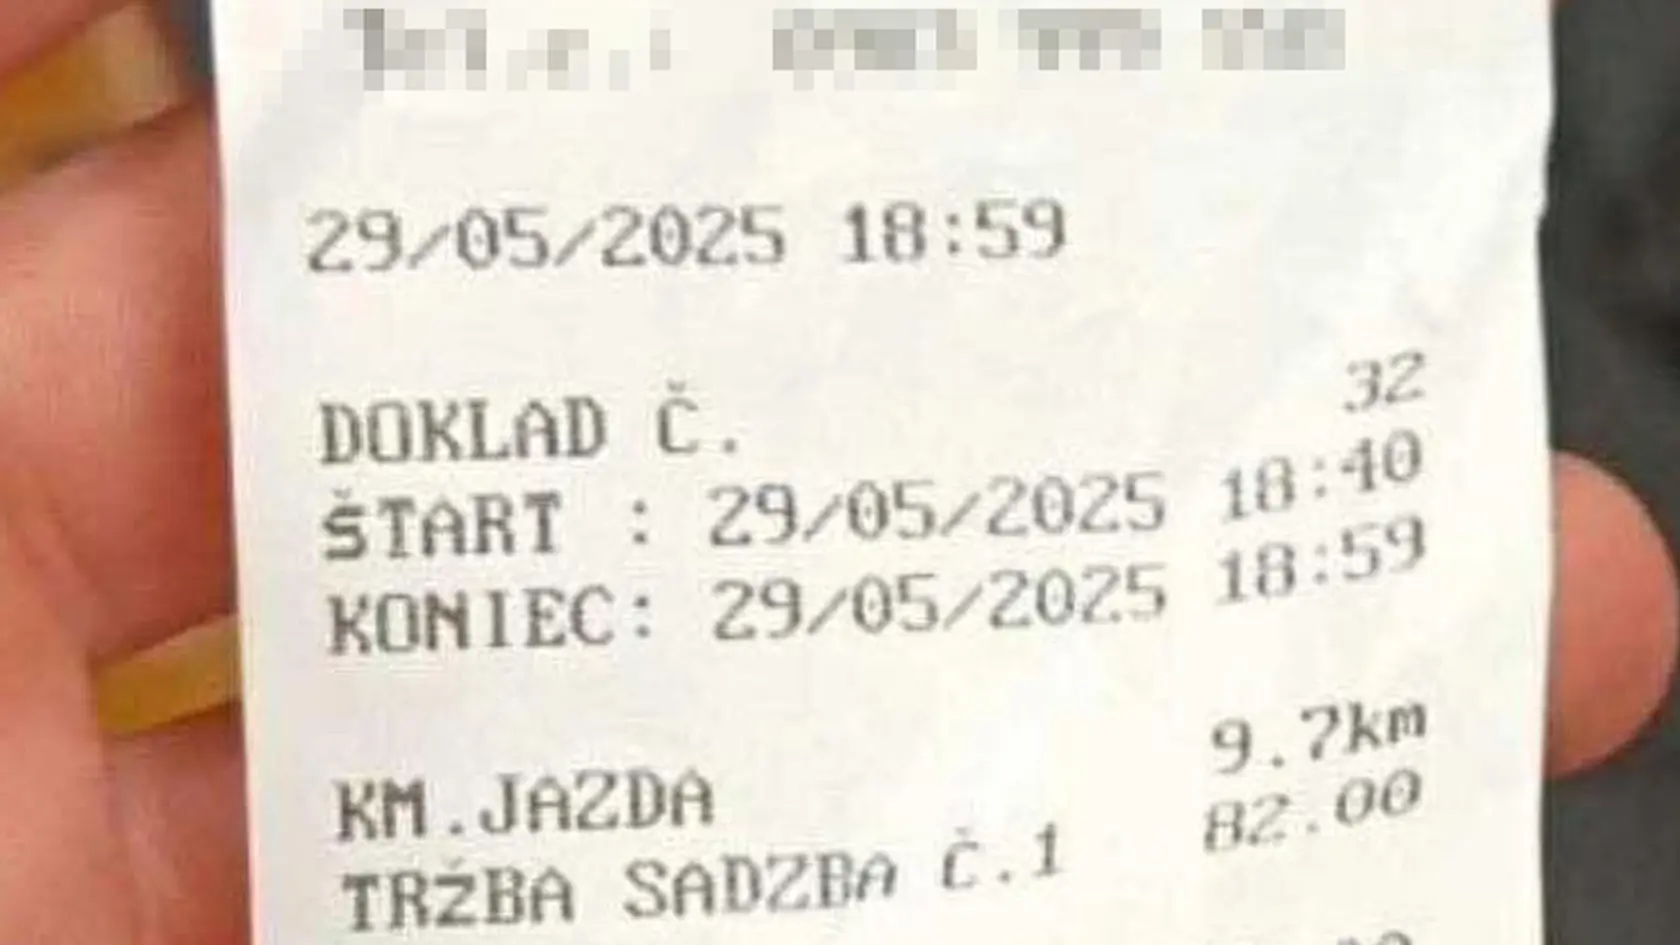 29/05/2025 18:59
DOKLAD Č. 32
ŠTART : 29/05/2025 18:40
KONIEC: 29/05/2025 18:59
KM.JAZDA 9.7km
TRŽBA SADZBA Č.1 82.00